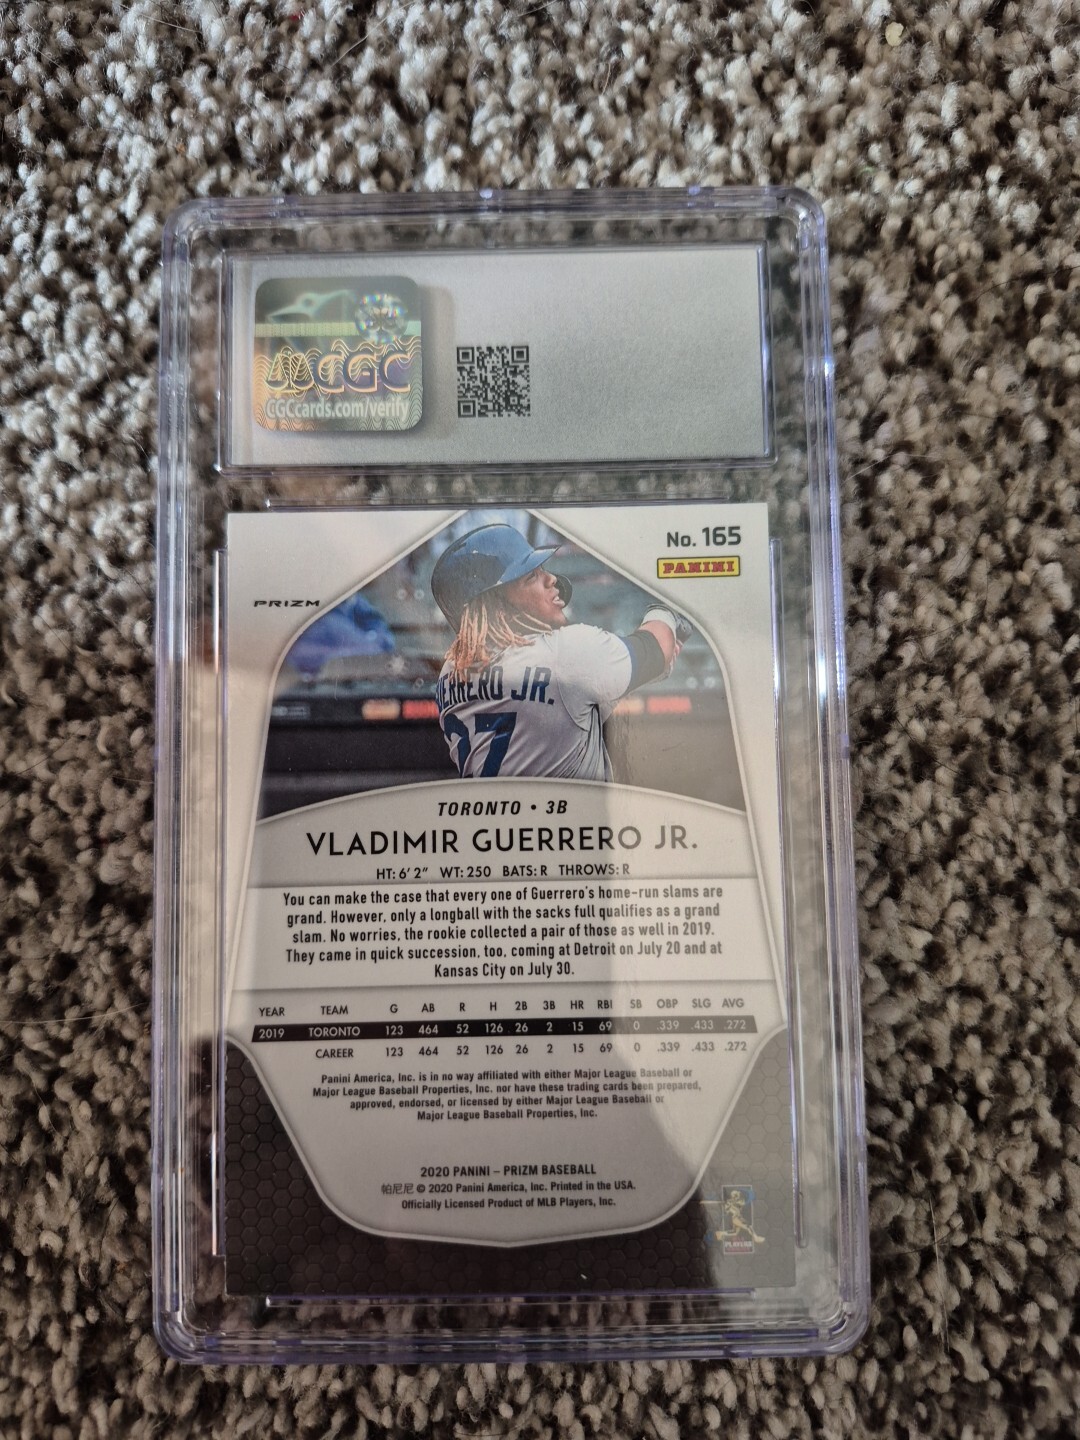 CGC
CGCcards.com/verify
No. 165
PANINI
PRIZM
GUERRERO JR.
27
TORONTO • 3B
VLADIMIR GUERRERO JR.
HT: 6' 2" WT: 250 BATS: R THROWS: R
You can make the case that every one of Guerrero's home-run slams are
grand. However, only a longball with the sacks full qualifies as a grand
slam. No worries, the rookie collected a pair of those as well in 2019.
They came in quick succession, too, coming at Detroit on July 20 and at
Kansas City on July 30.
YEAR TEAM G AB R H 2B 3B HR RBI SB OBP SLG AVG
2019 TORONTO 123 464 52 126 26 2 15 69 0 .339 .433 .272
CAREER 123 464 52 126 26 2 15 69 0 .339 .433 .272
Panini America, Inc. is in no way affiliated with either Major League Baseball or
Major League Baseball Properties, Inc. nor have these trading cards been prepared,
approved, endorsed, or licensed by either Major League Baseball or
Major League Baseball Properties, Inc.
2020 PANINI – PRIZM BASEBALL
帕尼尼 © 2020 Panini America, Inc. Printed in the USA.
Officially Licensed Product of MLB Players, Inc.
PLAYERS